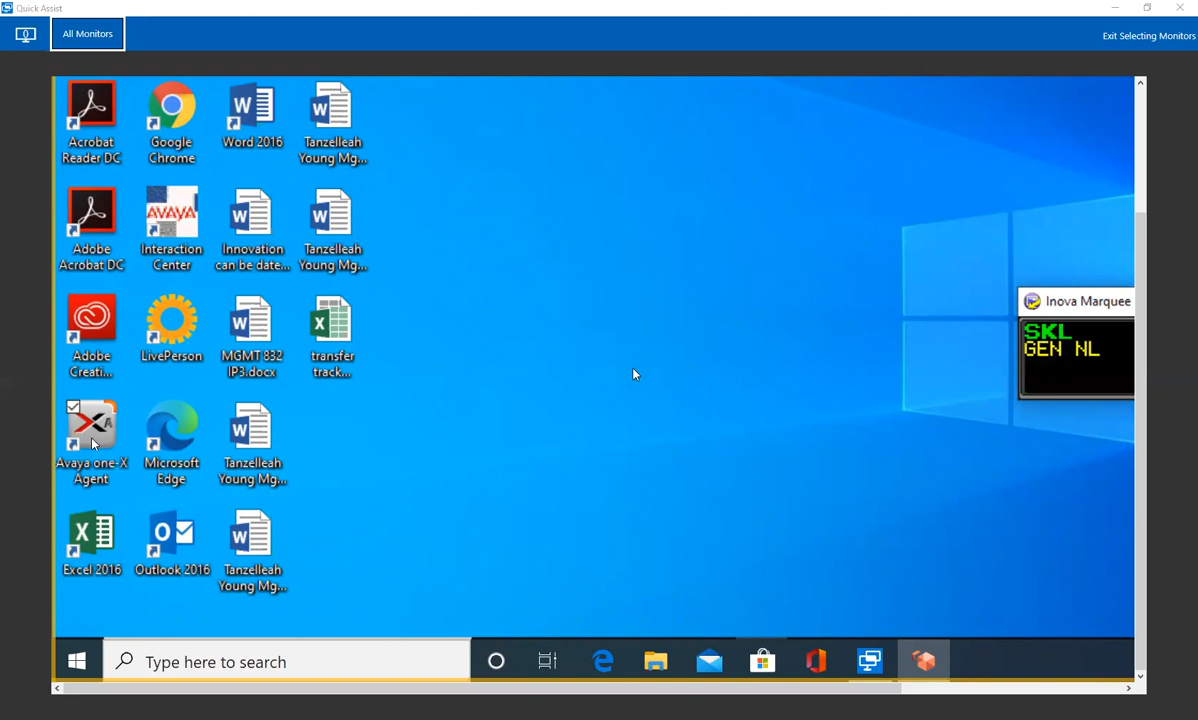 Quick Assist
All Monitors
Exit Selecting Monitors
Acrobat
Reader DC
Google
Chrome
Word 2016
Tanzelleah
Young Mg...
Adobe
Acrobat DC
AVAYA
Interaction
Center
Innovation
can be date...
Tanzelleah
Young Mg...
Adobe
Creati...
LivePerson
MGMT 832
IP3.docx
transfer
track...
Avaya one-X
Agent
Microsoft
Edge
Tanzelleah
Young Mg...
Excel 2016
Outlook 2016
Tanzelleah
Young Mg...
Inova Marquee
SKL
GEN NL
Type here to search